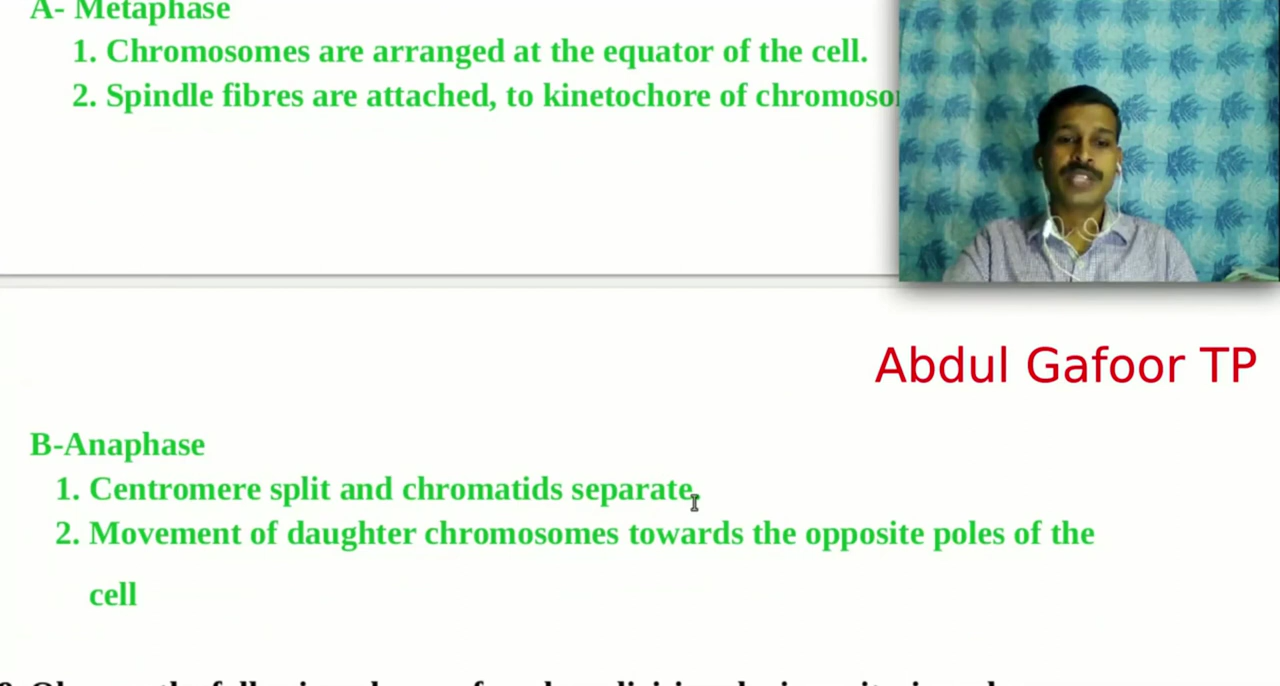 A- Metaphase
1. Chromosomes are arranged at the equator of the cell.
2. Spindle fibres are attached, to kinetochore of
Abdul Gafoor TP
B-Anaphase
1. Centromere split and chromatids separate.
2. Movement of daughter chromosomes towards the opposite poles of the
cell